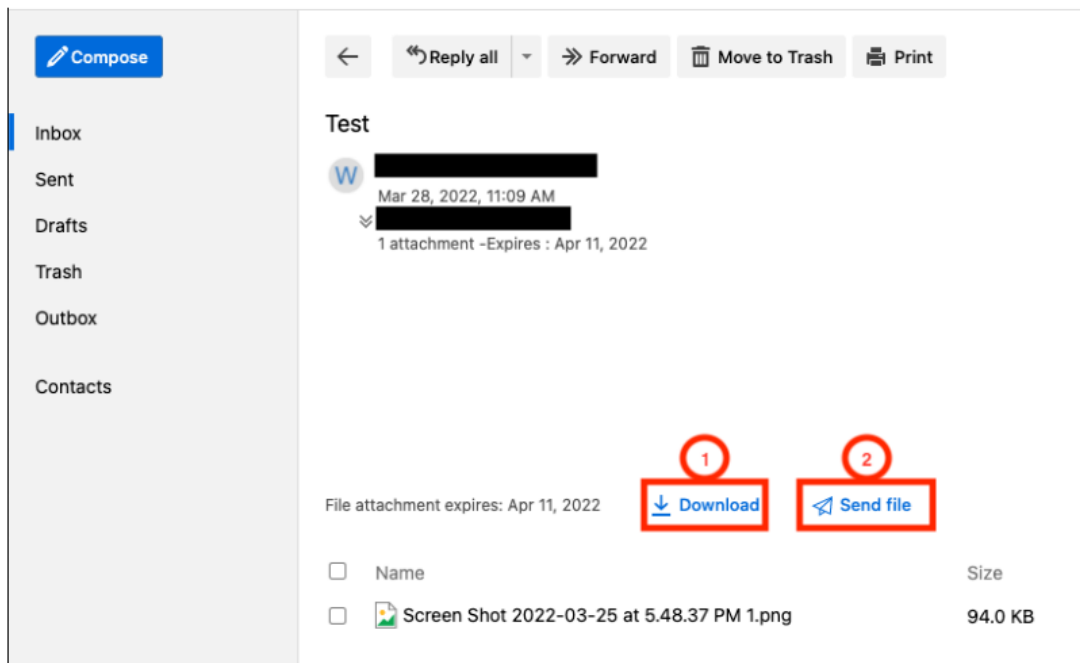 Compose
Reply all Forward Move to Trash Print
Inbox
Sent
Drafts
Trash
Outbox
Contacts
Test
W
Mar 28, 2022, 11:09 AM
1 attachment -Expires : Apr 11, 2022
1 2
File attachment expires: Apr 11, 2022 Download Send file
Name Size
Screen Shot 2022-03-25 at 5.48.37 PM 1.png 94.0 KB